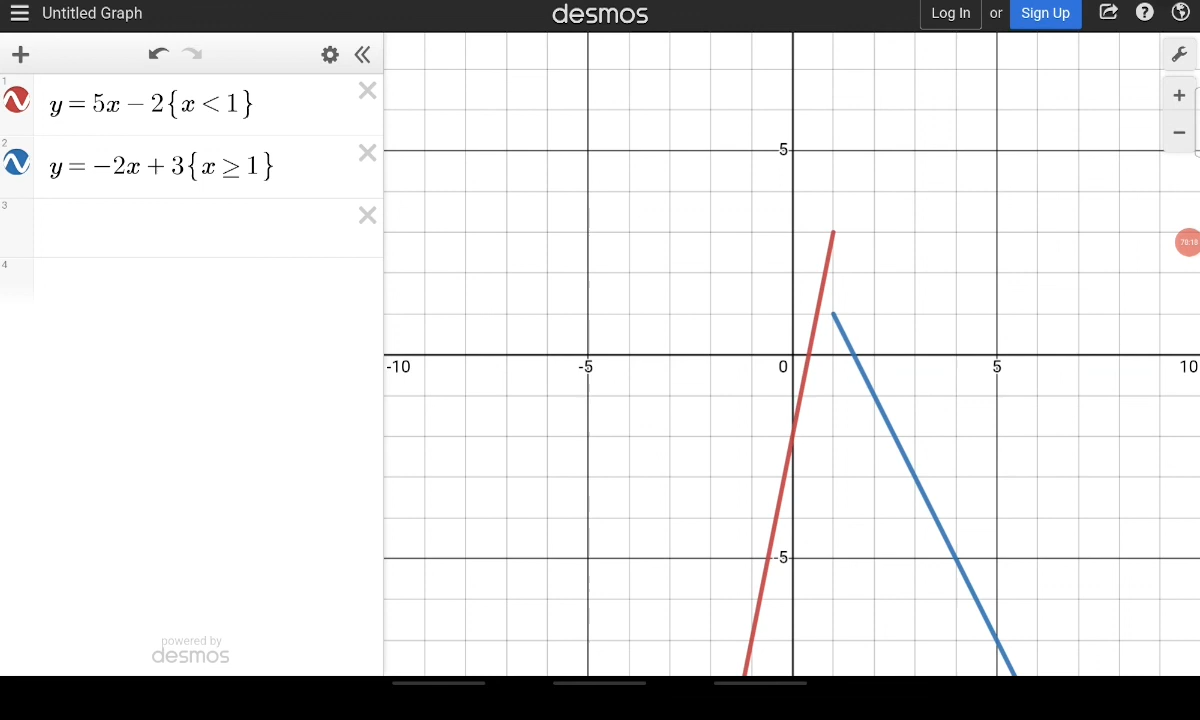 Untitled Graph
desmos
Log In or Sign Up
1
y = 5x − 2{x < 1}
2
y = −2x + 3{x ≥ 1}
3
4
5
-10
-5
0
5
10
-5
powered by
desmos